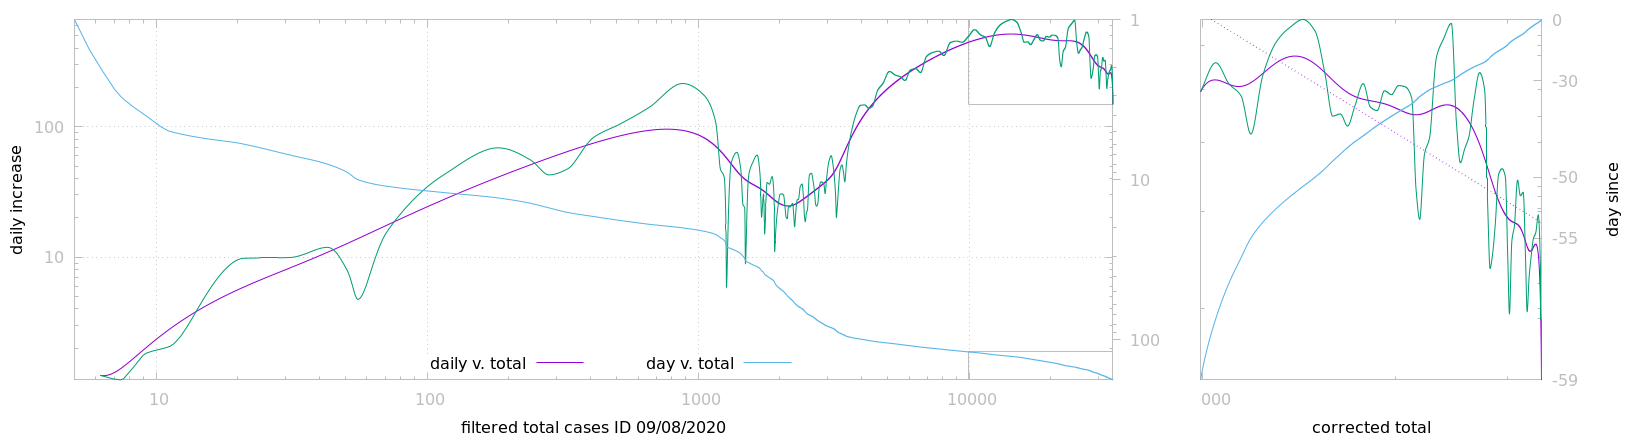 1
0
-30
100
daily increase
10
-50
day since
-55
10
100
daily v. total
day v. total
-59
10
100
1000
10000
000
filtered total cases ID 09/08/2020
corrected total